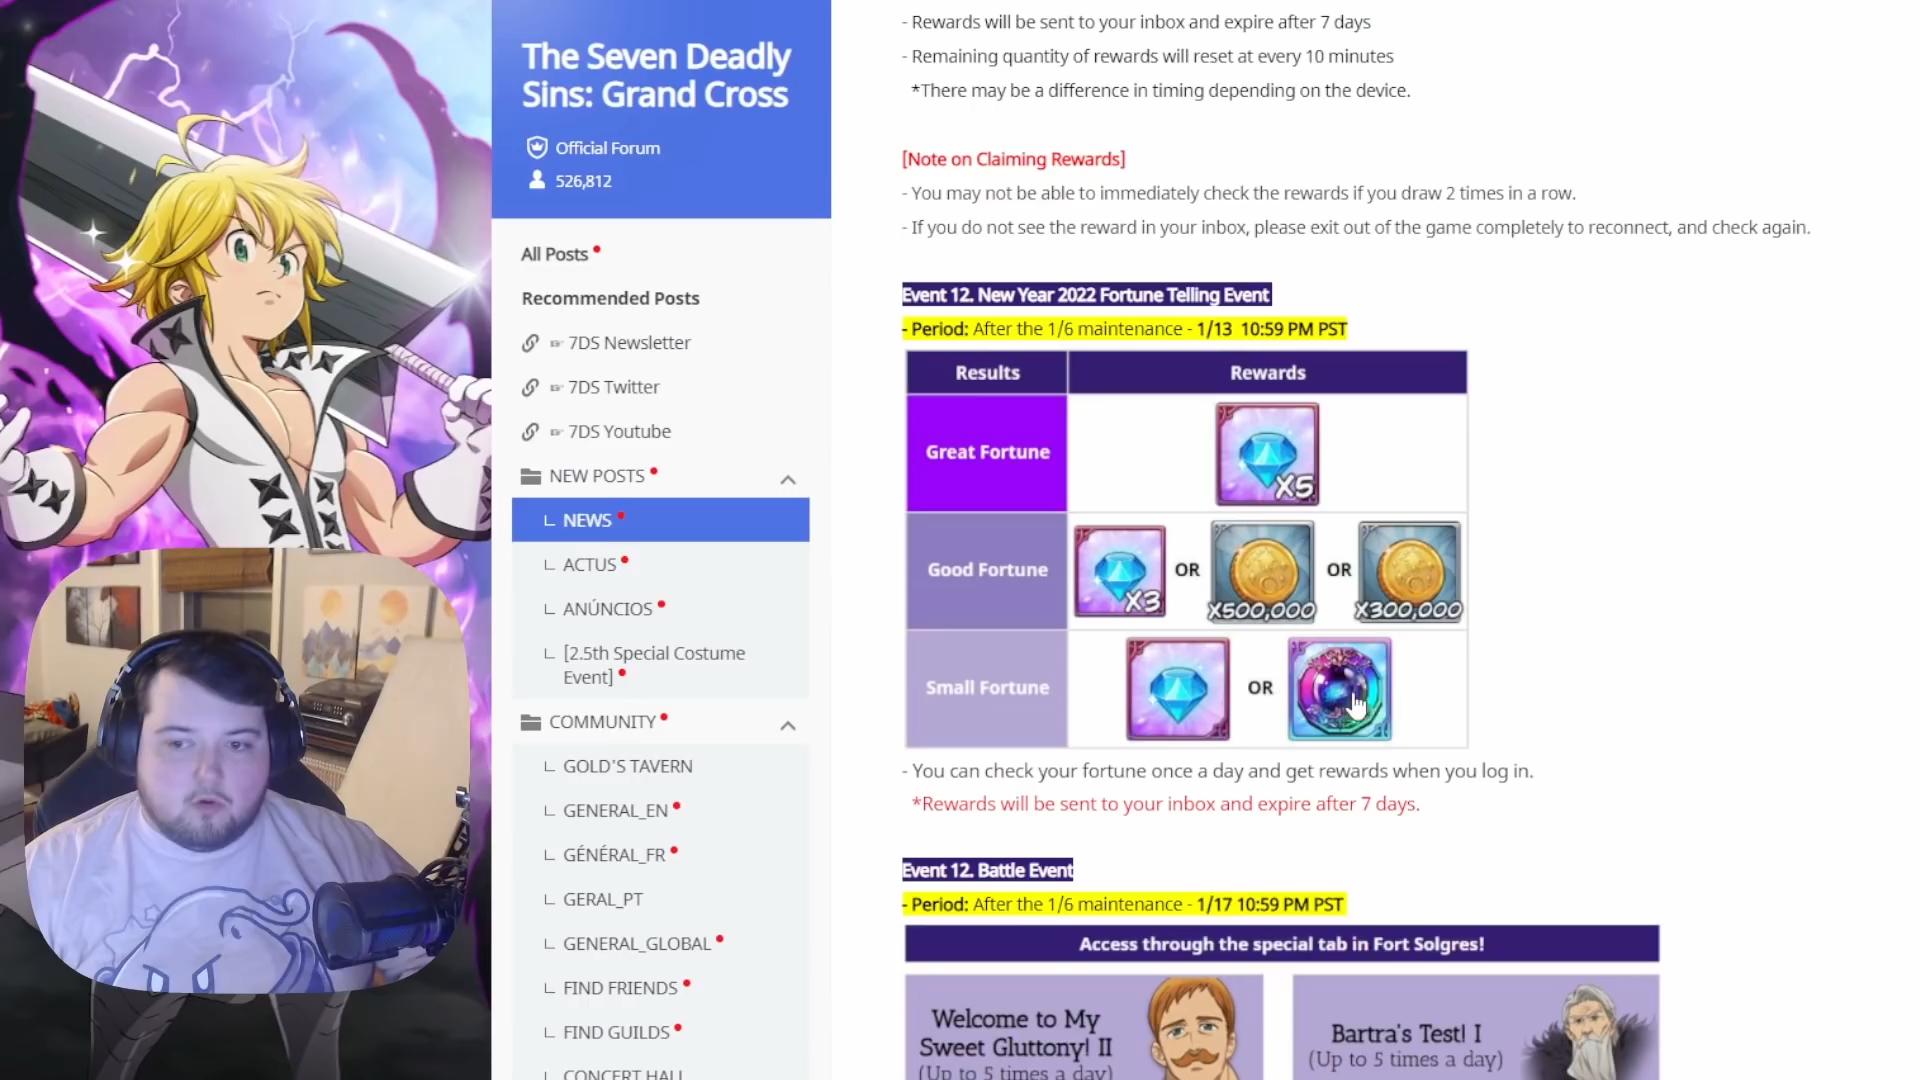 The Seven Deadly
Sins: Grand Cross
Official Forum
526,812
All Posts
Recommended Posts
☞ 7DS Newsletter
☞ 7DS Twitter
☞ 7DS Youtube
NEW POSTS
NEWS
ACTUS
ANÚNCIOS
[2.5th Special Costume
Event]
COMMUNITY
GOLD'S TAVERN
GENERAL_EN
GÉNÉRAL_FR
GERAL_PT
GENERAL_GLOBAL
FIND FRIENDS
FIND GUILDS
CONCERT HALL
- Rewards will be sent to your inbox and expire after 7 days
- Remaining quantity of rewards will reset at every 10 minutes
*There may be a difference in timing depending on the device.
[Note on Claiming Rewards]
- You may not be able to immediately check the rewards if you draw 2 times in a row.
- If you do not see the reward in your inbox, please exit out of the game completely to reconnect, and check again.
Event 12. New Year 2022 Fortune Telling Event
- Period: After the 1/6 maintenance - 1/13 10:59 PM PST
Results Rewards
Great Fortune X5
Good Fortune X3 OR X500,000 OR X300,000
Small Fortune OR
- You can check your fortune once a day and get rewards when you log in.
*Rewards will be sent to your inbox and expire after 7 days.
Event 12. Battle Event
- Period: After the 1/6 maintenance - 1/17 10:59 PM PST
Access through the special tab in Fort Solgres!
Welcome to My
Sweet Gluttony! II
(Up to 5 times a day)
Bartra's Test! I
(Up to 5 times a day)